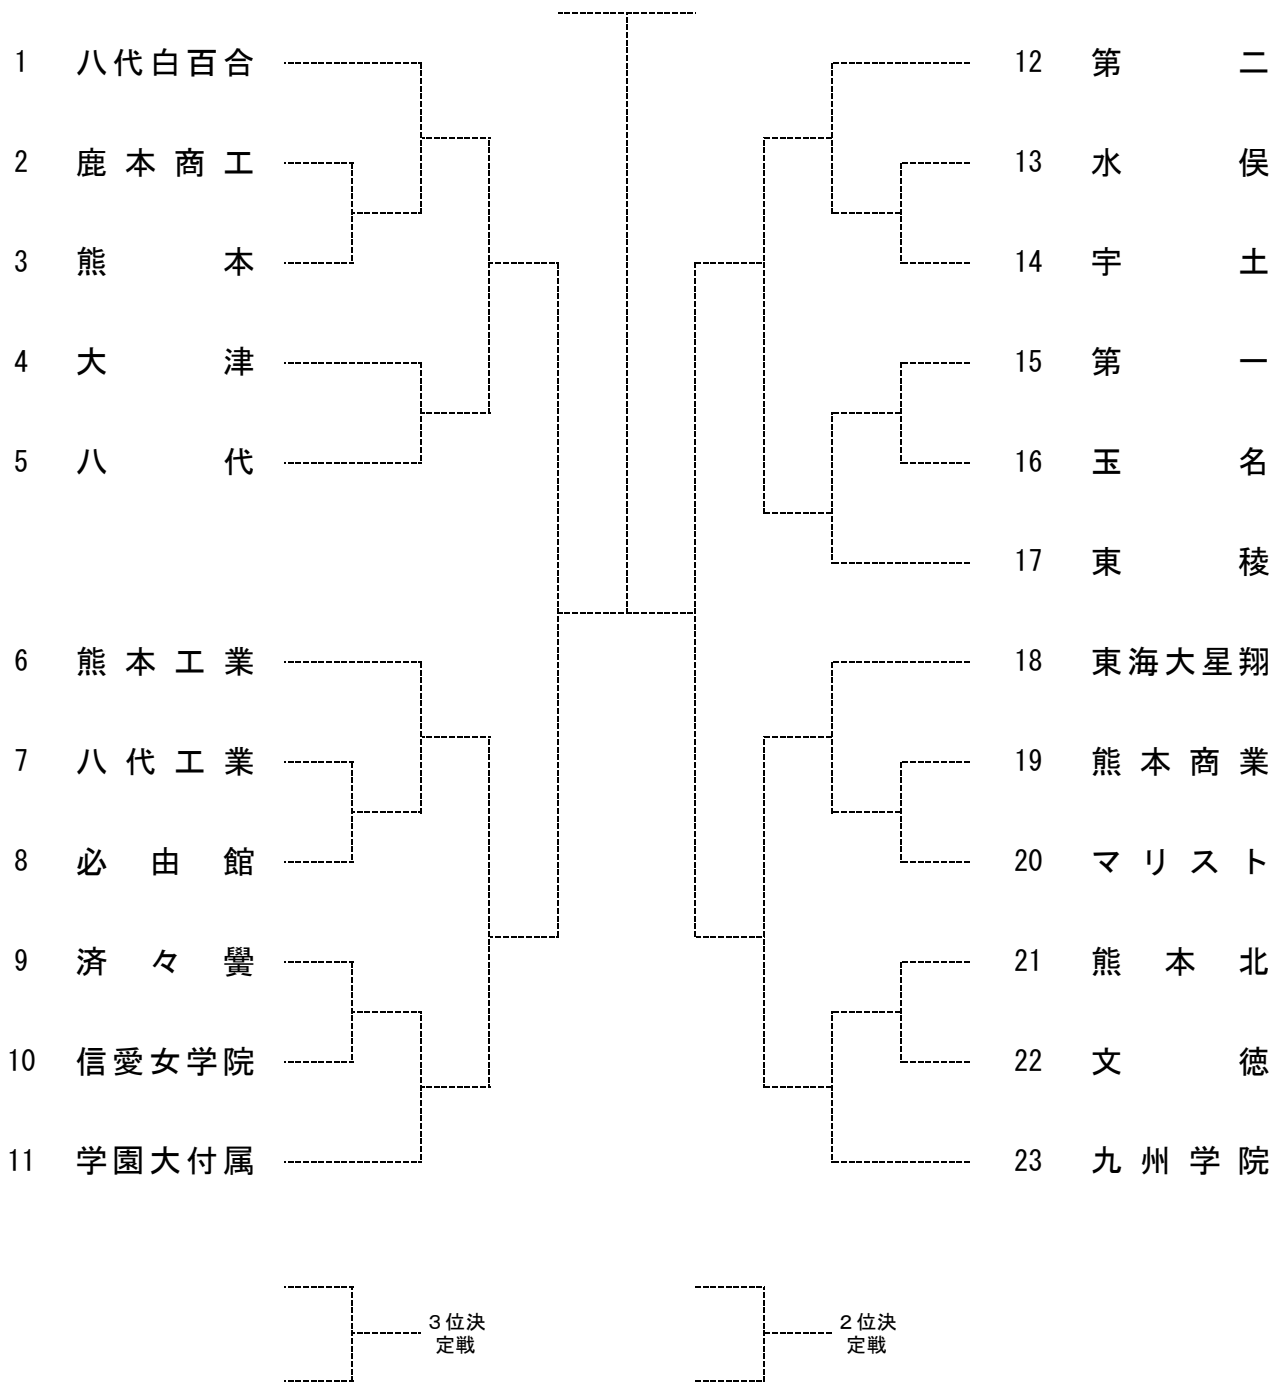 1 八代白百合
2 鹿本商工
3 熊本
4 大津
5 八代
6 熊本工業
7 八代工業
8 必由館
9 済々黌
10 信愛女学院
11 学園大付属
12 第二
13 水俣
14 宇土
15 第一
16 玉名
17 東稜
18 東海大星翔
19 熊本商業
20 マリスト
21 熊本北
22 文徳
23 九州学院
3位決
定戦
2位決
定戦